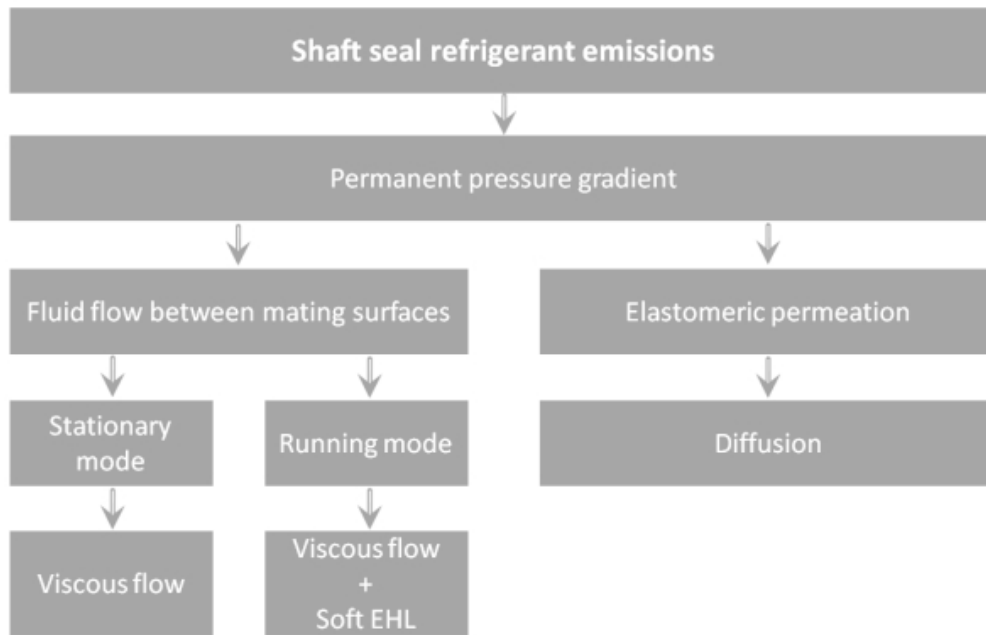 Shaft seal refrigerant emissions
Permanent pressure gradient
Fluid flow between mating surfaces
Elastomeric permeation
Stationary
mode
Running mode
Diffusion
Viscous flow
Viscous flow
+
Soft EHL